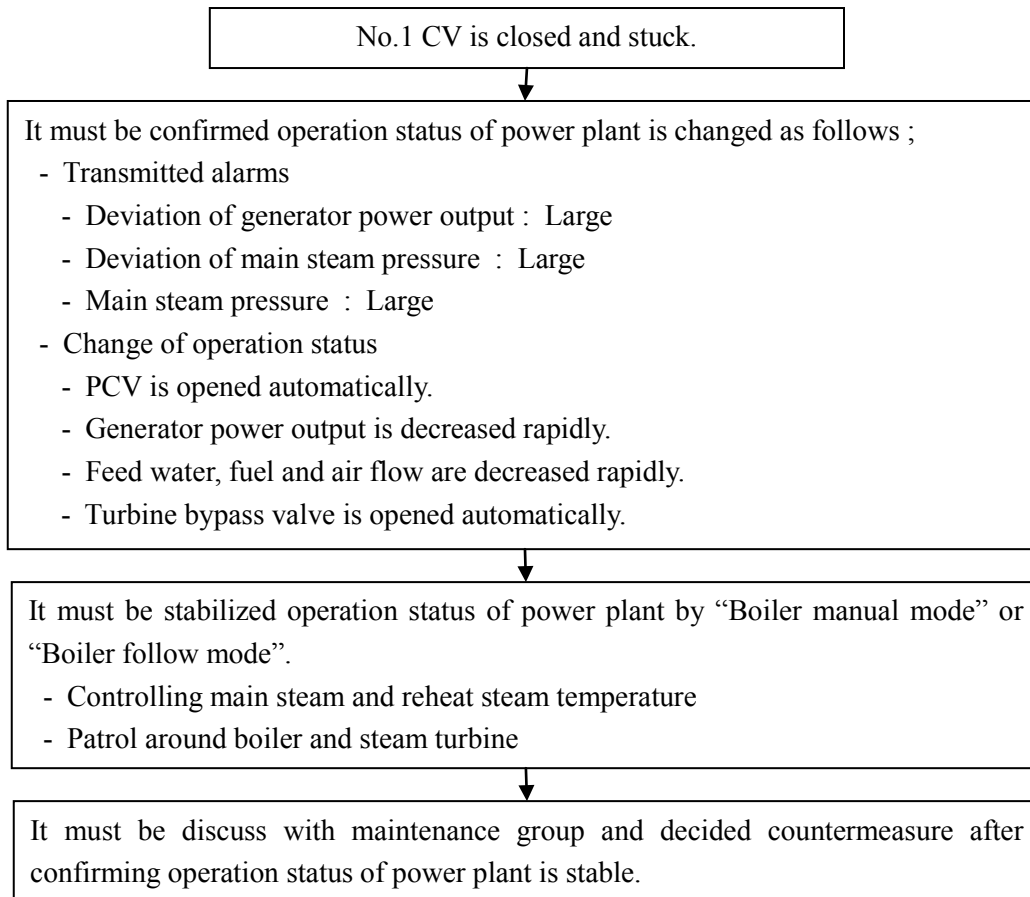 No.1 CV is closed and stuck.
It must be confirmed operation status of power plant is changed as follows ;
- Transmitted alarms
- Deviation of generator power output : Large
- Deviation of main steam pressure : Large
- Main steam pressure : Large
- Change of operation status
- PCV is opened automatically.
- Generator power output is decreased rapidly.
- Feed water, fuel and air flow are decreased rapidly.
- Turbine bypass valve is opened automatically.
It must be stabilized operation status of power plant by “Boiler manual mode” or
“Boiler follow mode”.
- Controlling main steam and reheat steam temperature
- Patrol around boiler and steam turbine
It must be discuss with maintenance group and decided countermeasure after
confirming operation status of power plant is stable.